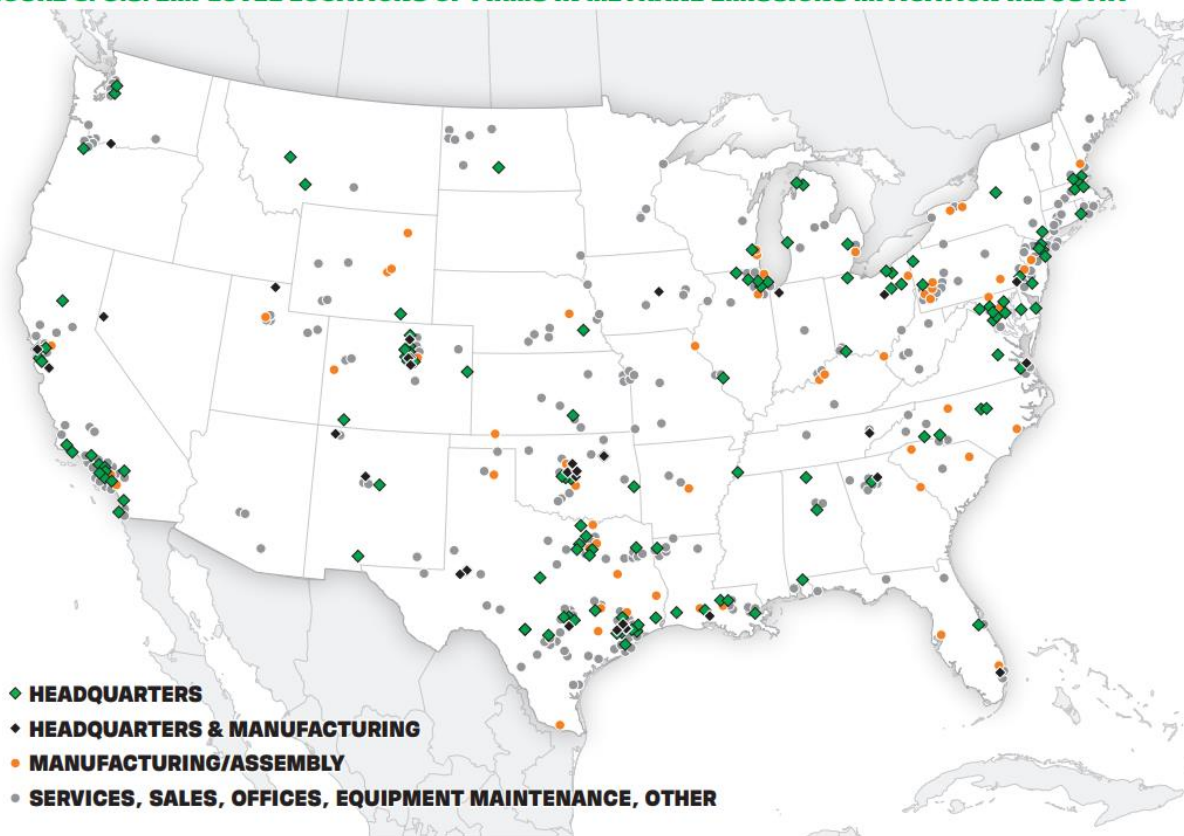 HEADQUARTERS
HEADQUARTERS & MANUFACTURING
MANUFACTURING/ASSEMBLY
SERVICES, SALES, OFFICES, EQUIPMENT MAINTENANCE, OTHER